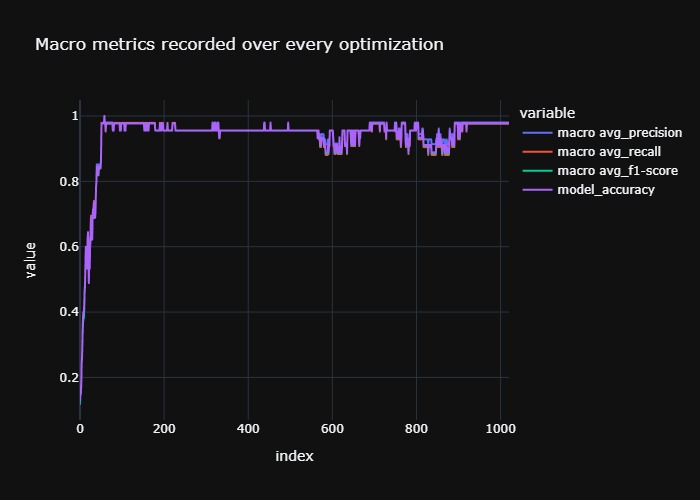 Macro metrics recorded over every optimization
variable
macro avg_precision
macro avg_recall
macro avg_f1-score
model_accuracy
1
0.8
0.6
0.4
0.2
value
0 200 400 600 800 1000
index